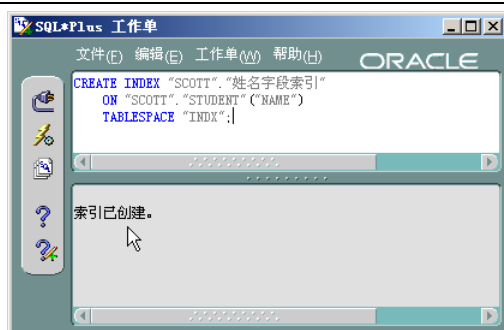 SQL*Plus 工作单
文件(F) 编辑(E) 工作单(W) 帮助(H) ORACLE
CREATE INDEX "SCOTT"."姓名字段索引"
ON "SCOTT"."STUDENT"("NAME")
TABLESPACE "INDX";
索引已创建。